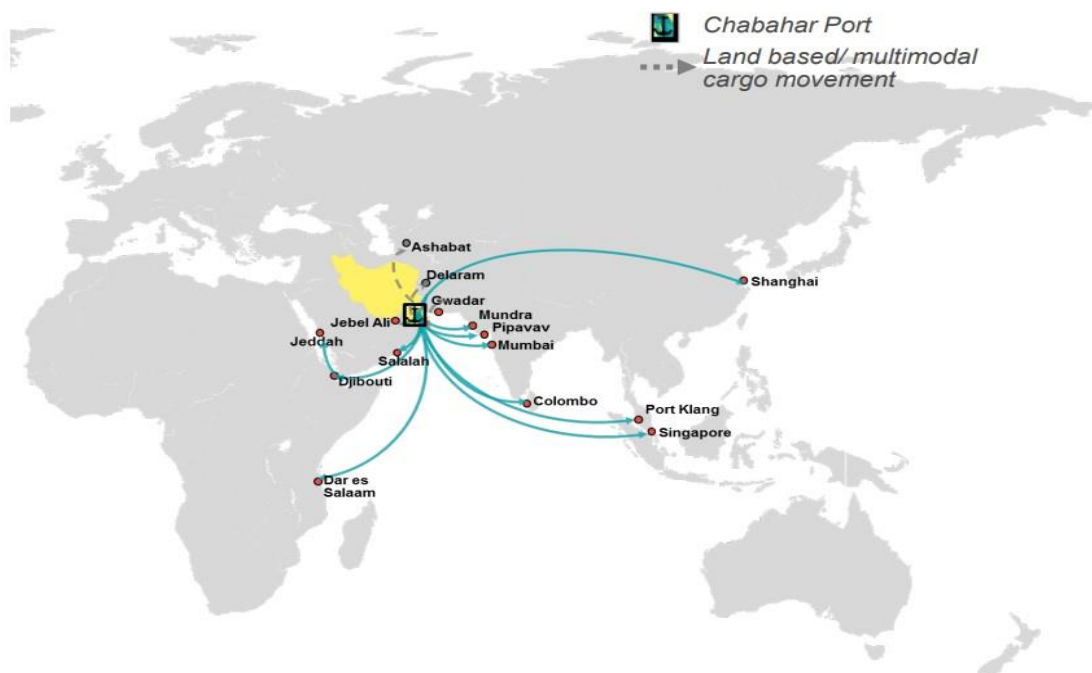 Chabahar Port
Land based/ multimodal
cargo movement
Ashabat
Delaram
Shanghai
Gwadar
Mundra
Jebel Ali
Pipavav
Jeddah
Mumbai
Salalah
Djibouti
Colombo
Port Klang
Singapore
Dar es
Salaam